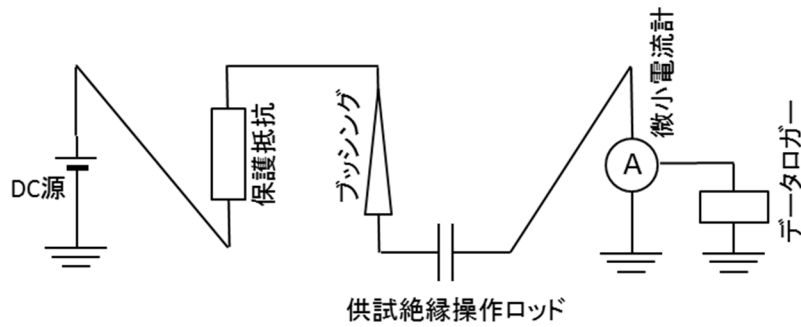 DC源
保護抵抗
ブッシング
供試絶縁操作ロッド
微小電流計
A
データロガー